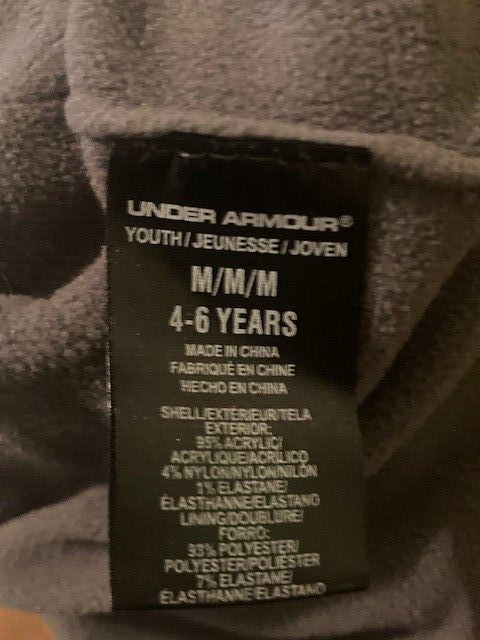 UNDER ARMOUR®
YOUTH / JEUNESSE / JOVEN
M/M/M
4-6 YEARS
MADE IN CHINA
FABRIQUÉ EN CHINE
HECHO EN CHINA
SHELL/EXTÉRIEUR/TELA
EXTERIOR:
95% ACRYLIC/
ACRYLIQUE/ACRÍLICO
4% NYLON/NYLON/NILÓN
1% ELASTANE/
ÉLASTHANNE/ELASTANO
LINING/DOUBLURE/
FORRO:
93% POLYESTER/
POLYESTER/POLIÉSTER
7% ELASTANE/
ÉLASTHANNE/ELASTANO